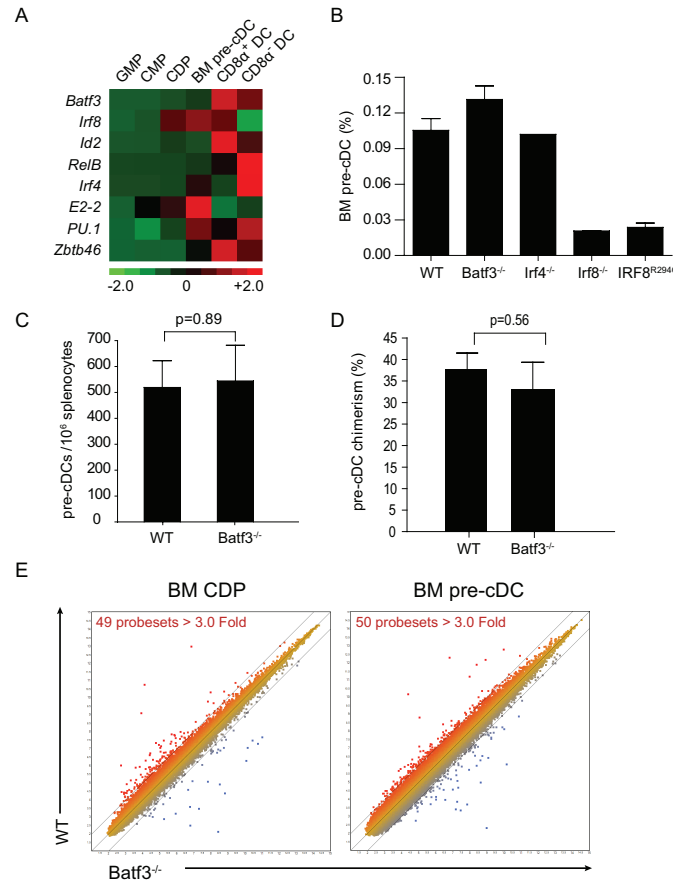 A
GMP
CMP
CDP
BM pre-cDC
CD8α+ DC
CD8α- DC
Batf3
Irf8
Id2
RelB
Irf4
E2-2
PU.1
Zbtb46
-2.0 0 +2.0
B
BM pre-cDC (%)
0.15
0.12
0.09
0.06
0.03
0.00
WT Batf3-/- Irf4-/- Irf8-/- IRF8R294C
C
p=0.89
pre-cDCs /10⁶ splenocytes
700
600
500
400
300
200
100
0
WT Batf3-/-
D
p=0.56
pre-cDC chimerism (%)
45
40
35
30
25
20
15
10
5
0
WT Batf3-/-
E
BM CDP
49 probesets > 3.0 Fold
BM pre-cDC
50 probesets > 3.0 Fold
WT
Batf3-/-